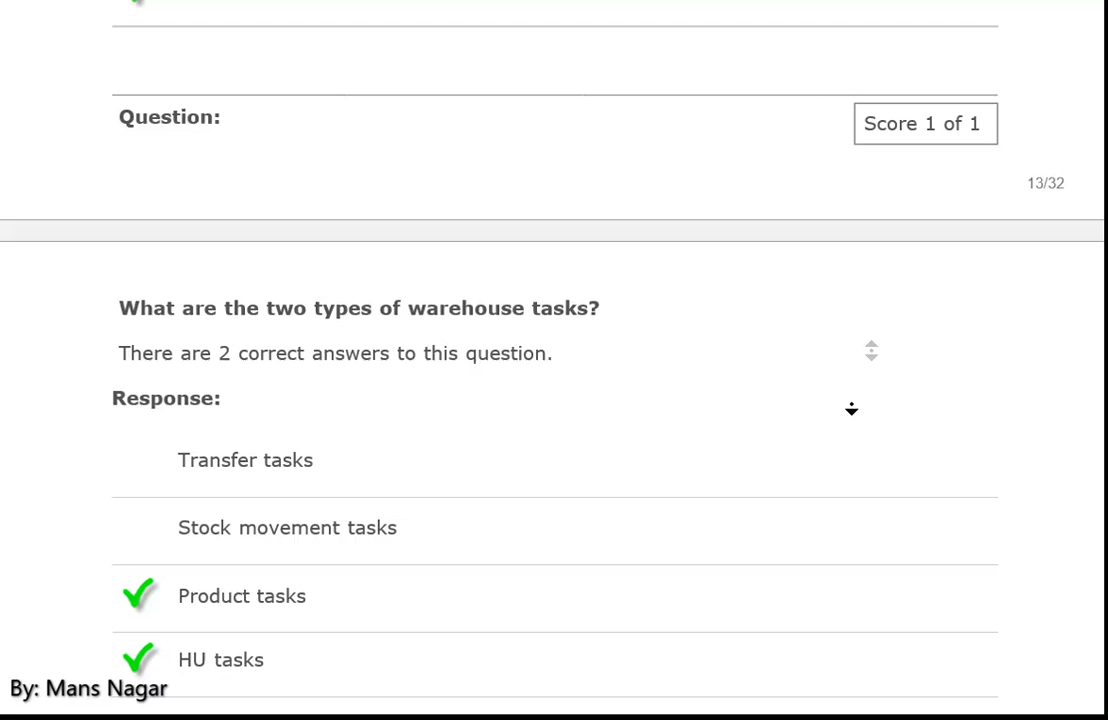 Question:
Score 1 of 1
13/32
What are the two types of warehouse tasks?
There are 2 correct answers to this question.
Response:
Transfer tasks
Stock movement tasks
Product tasks
HU tasks
By: Mans Nagar